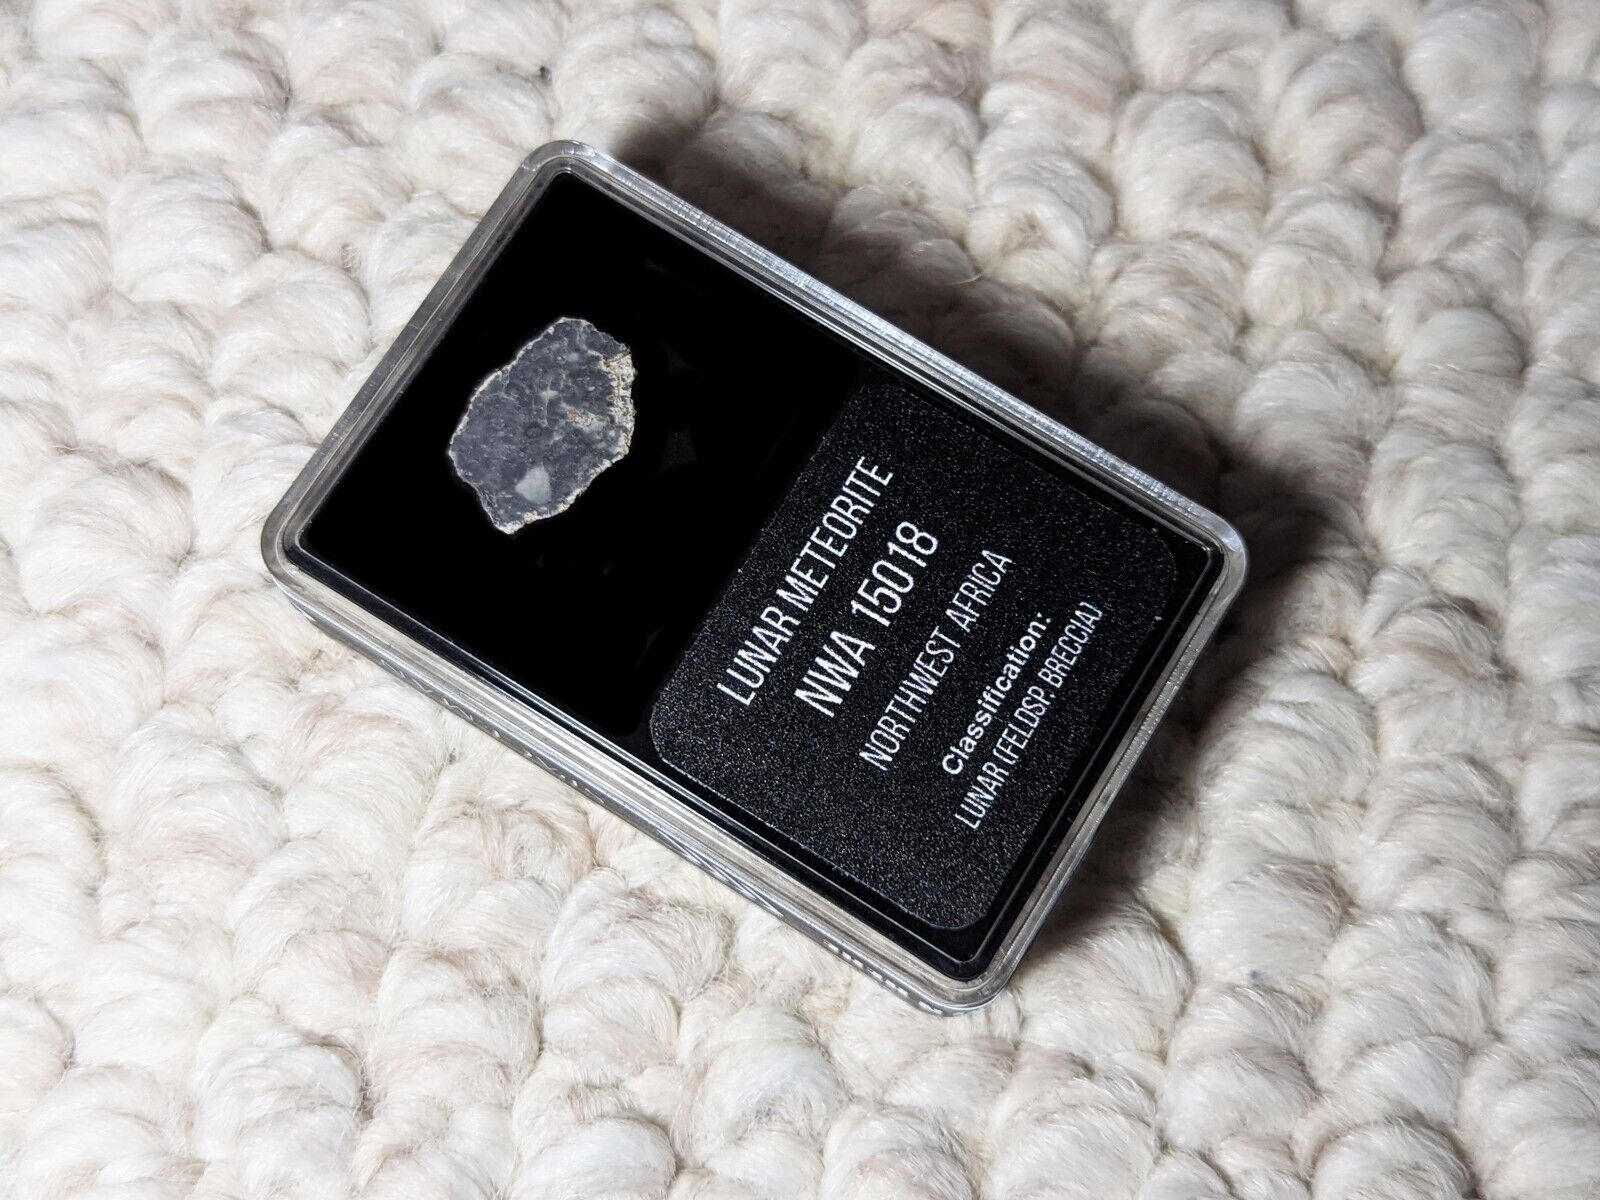 LUNAR METEORITE
NWA 15018
NORTHWEST AFRICA
Classification:
LUNAR (FELDSP. BRECCIA)